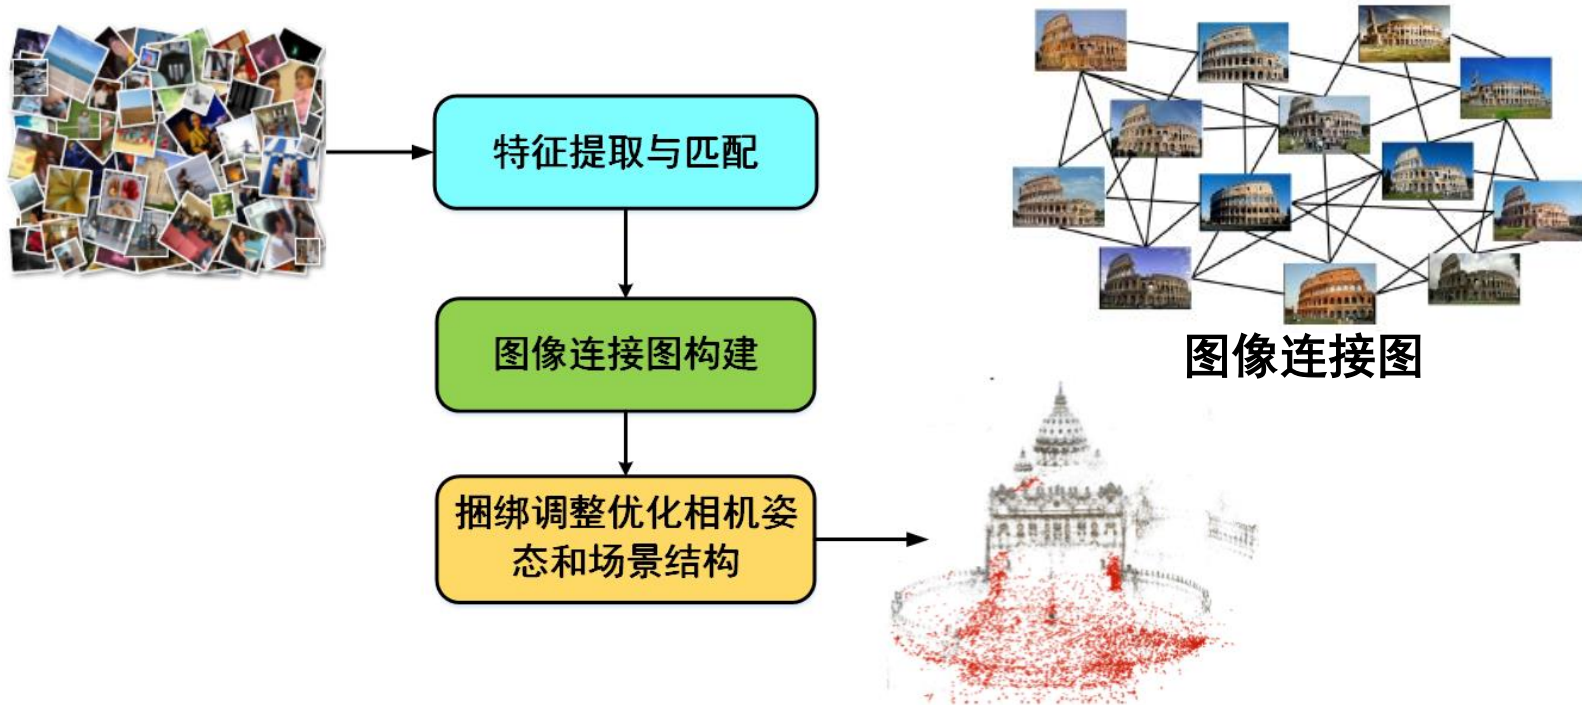 特征提取与匹配
图像连接图构建
捆绑调整优化相机姿
态和场景结构
图像连接图